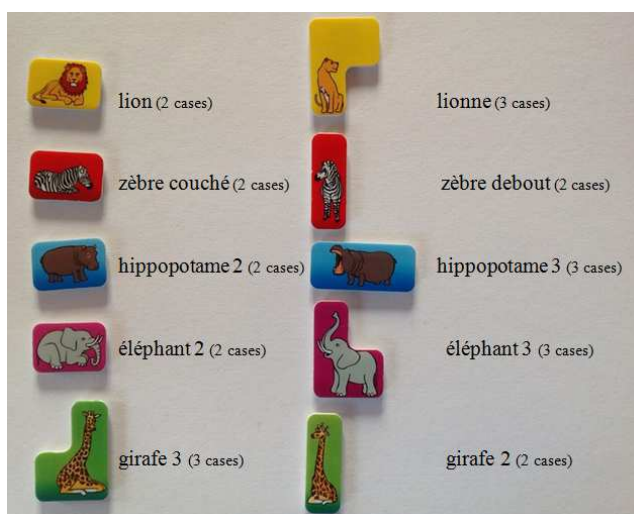 lion (2 cases)
lionne (3 cases)
zèbre couché (2 cases)
zèbre debout (2 cases)
hippopotame 2 (2 cases)
hippopotame 3 (3 cases)
éléphant 2 (2 cases)
éléphant 3 (3 cases)
girafe 3 (3 cases)
girafe 2 (2 cases)